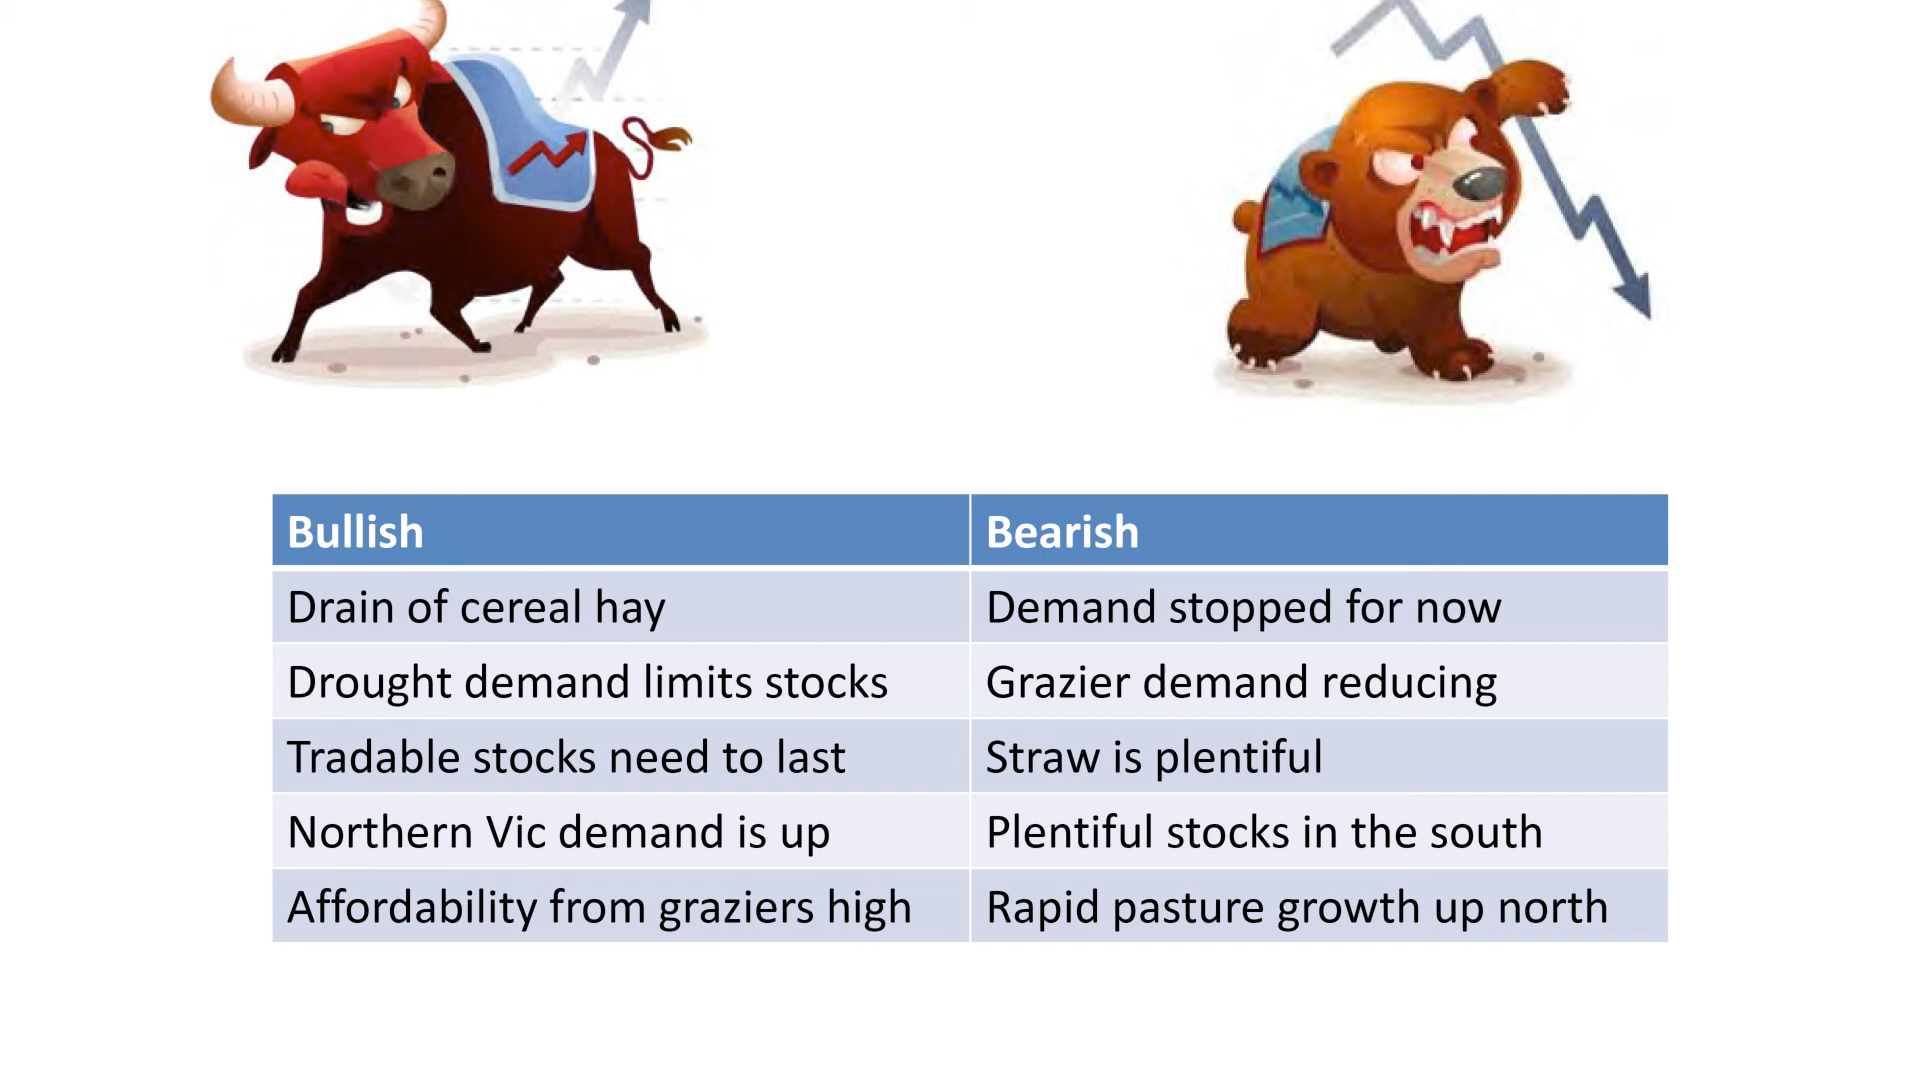 Bullish
Bearish
Drain of cereal hay
Demand stopped for now
Drought demand limits stocks
Grazier demand reducing
Tradable stocks need to last
Straw is plentiful
Northern Vic demand is up
Plentiful stocks in the south
Affordability from graziers high
Rapid pasture growth up north